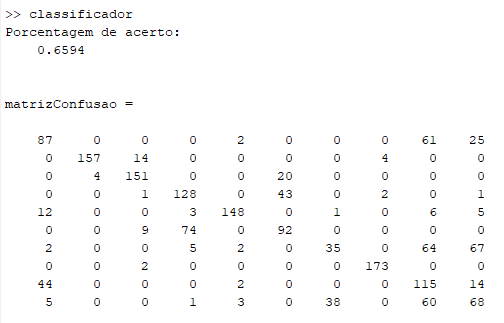 >> classificador
Porcentagem de acerto:
0.6594
matrizConfusao =
87 0 0 0 2 0 0 0 61 25
0 157 14 0 0 0 0 4 0 0
0 4 151 0 0 20 0 0 0 0
0 0 1 128 0 43 0 2 0 1
12 0 0 3 148 0 1 0 6 5
0 0 9 74 0 92 0 0 0 0
2 0 0 5 2 0 35 0 64 67
0 0 2 0 0 0 0 173 0 0
44 0 0 0 2 0 0 0 115 14
5 0 0 1 3 0 38 0 60 68